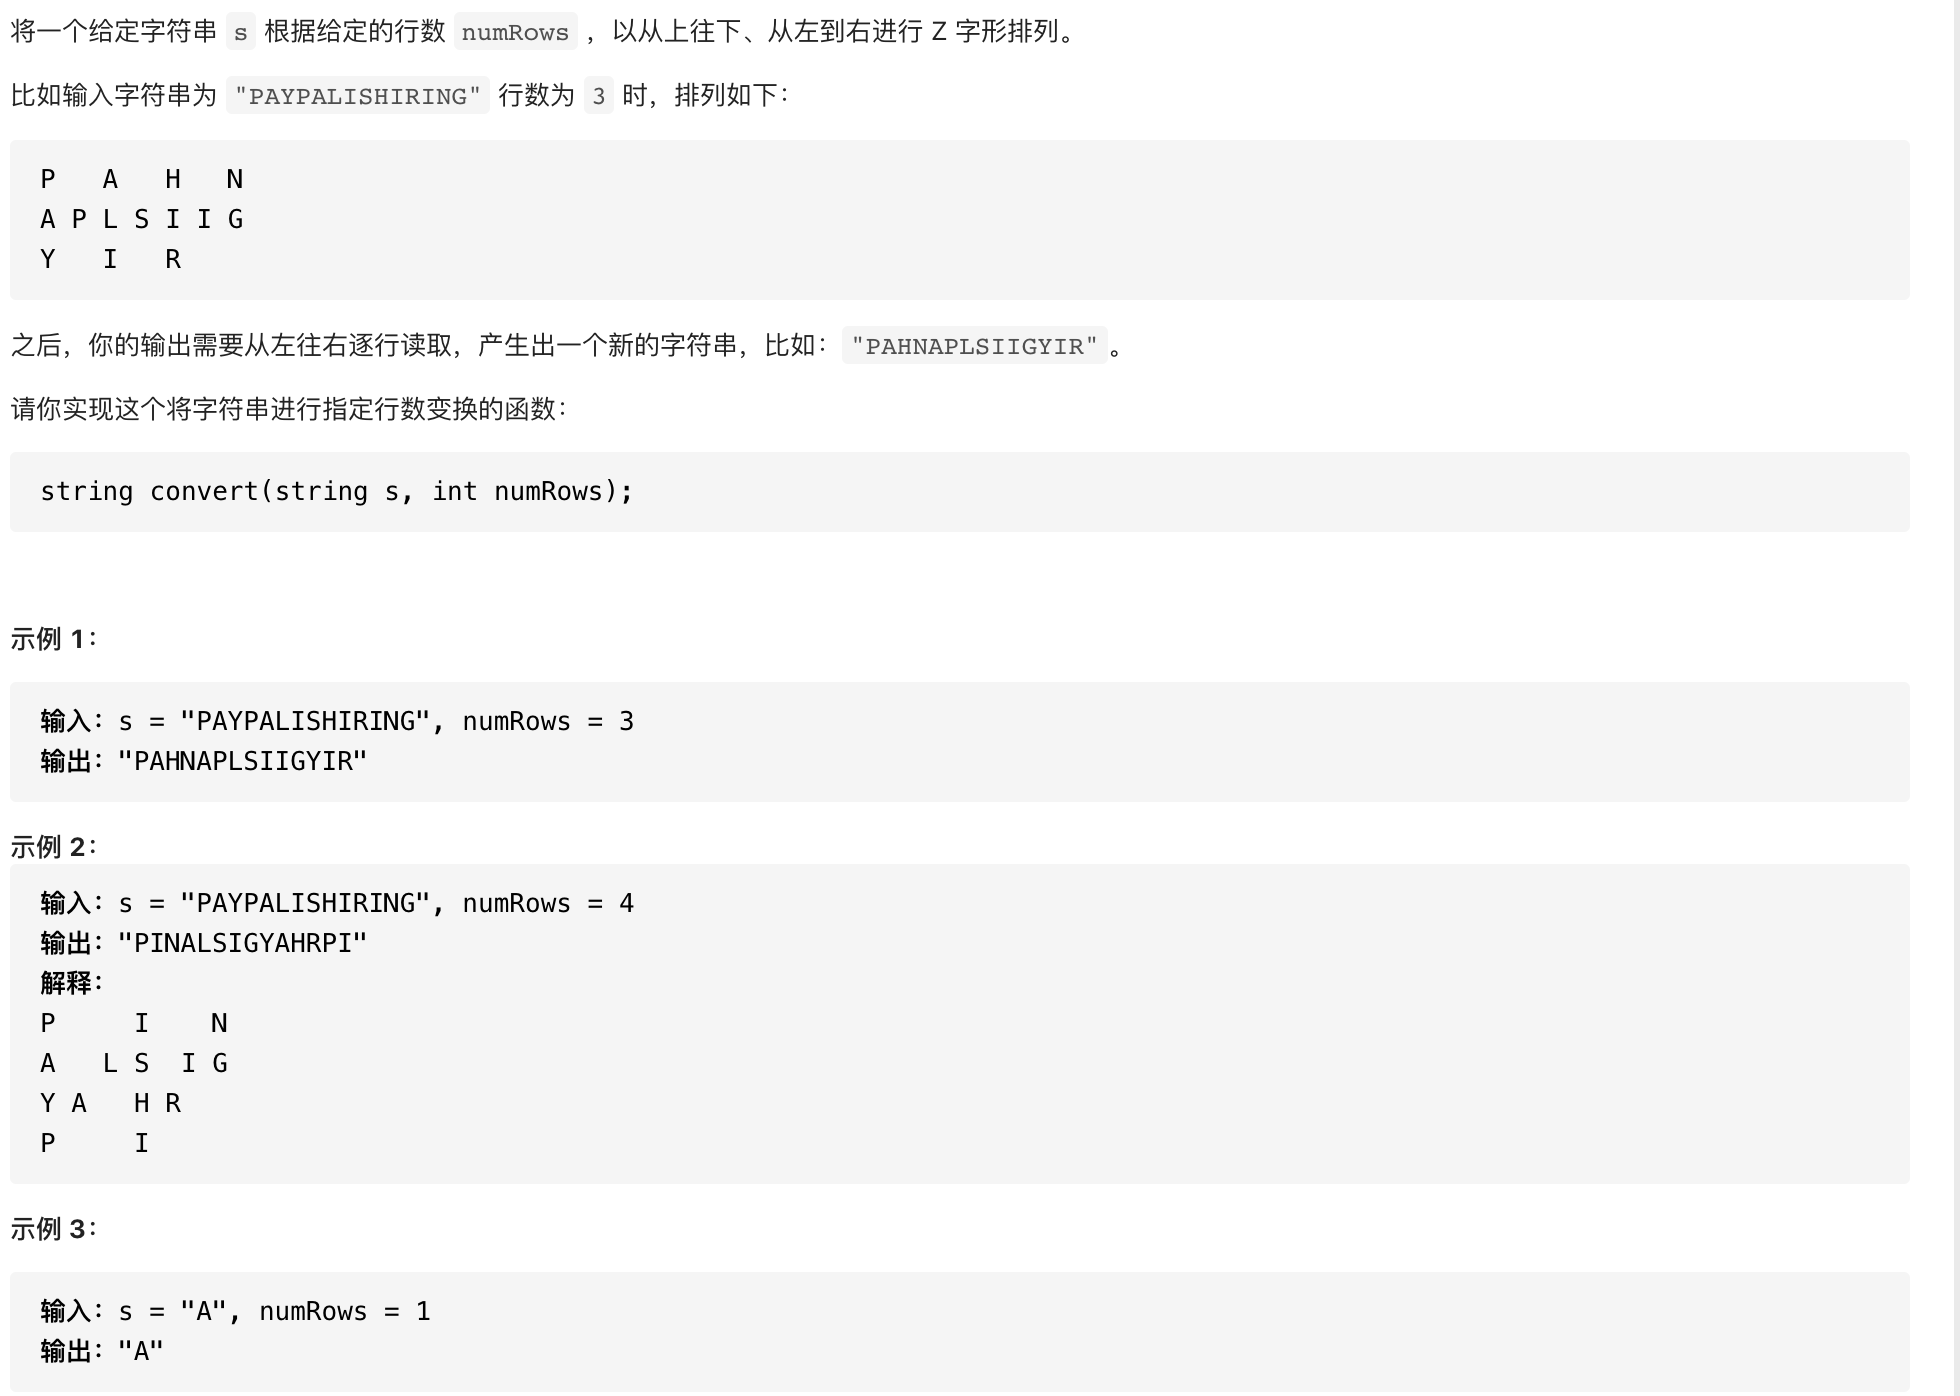 将一个给定字符串 s 根据给定的行数 numRows ，以从上往下、从左到右进行 Z 字形排列。
比如输入字符串为 "PAYPALISHIRING" 行数为 3 时，排列如下：
P   A   H   N
A P L S I I G
Y   I   R
之后，你的输出需要从左往右逐行读取，产生出一个新的字符串，比如："PAHNAPLSIIGYIR"。
请你实现这个将字符串进行指定行数变换的函数：
string convert(string s, int numRows);
示例 1：
输入：s = "PAYPALISHIRING", numRows = 3
输出："PAHNAPLSIIGYIR"
示例 2：
输入：s = "PAYPALISHIRING", numRows = 4
输出："PINALSIGYAHRPI"
解释：
P     I    N
A   L S  I G
Y A   H R
P     I
示例 3：
输入：s = "A", numRows = 1
输出："A"